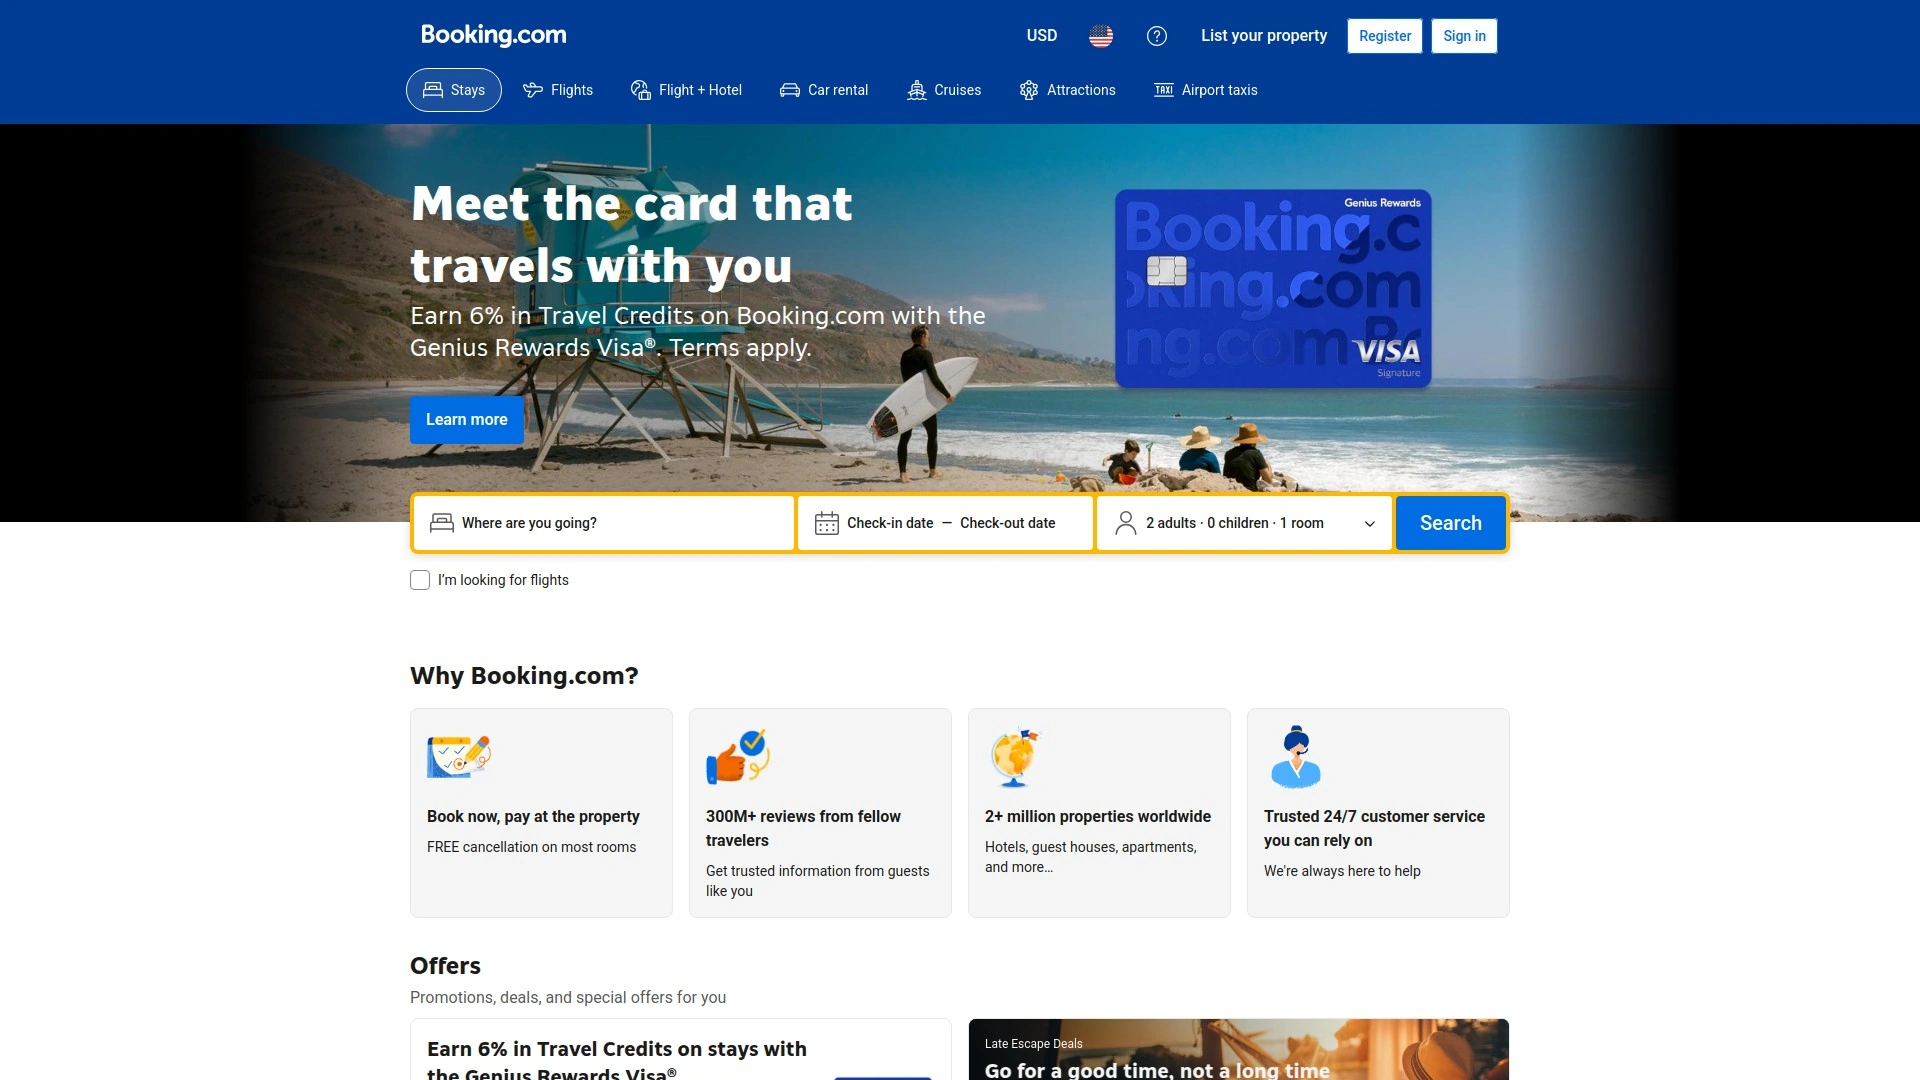 Booking.com
USD
List your property
Register
Sign in
Stays
Flights
Flight + Hotel
Car rental
Cruises
Attractions
TAXI Airport taxis
Meet the card that
travels with you
Earn 6% in Travel Credits on Booking.com with the
Genius Rewards Visa®. Terms apply.
Learn more
Genius Rewards
Booking.c
oking.com
ng.com Bo
VISA
Signature
Where are you going?
Check-in date — Check-out date
2 adults · 0 children · 1 room
Search
I’m looking for flights
Why Booking.com?
Book now, pay at the property
FREE cancellation on most rooms
300M+ reviews from fellow
travelers
Get trusted information from guests
like you
2+ million properties worldwide
Hotels, guest houses, apartments,
and more…
Trusted 24/7 customer service
you can rely on
We're always here to help
Offers
Promotions, deals, and special offers for you
Earn 6% in Travel Credits on stays with
the Genius Rewards Visa®
Late Escape Deals
Go for a good time, not a long time